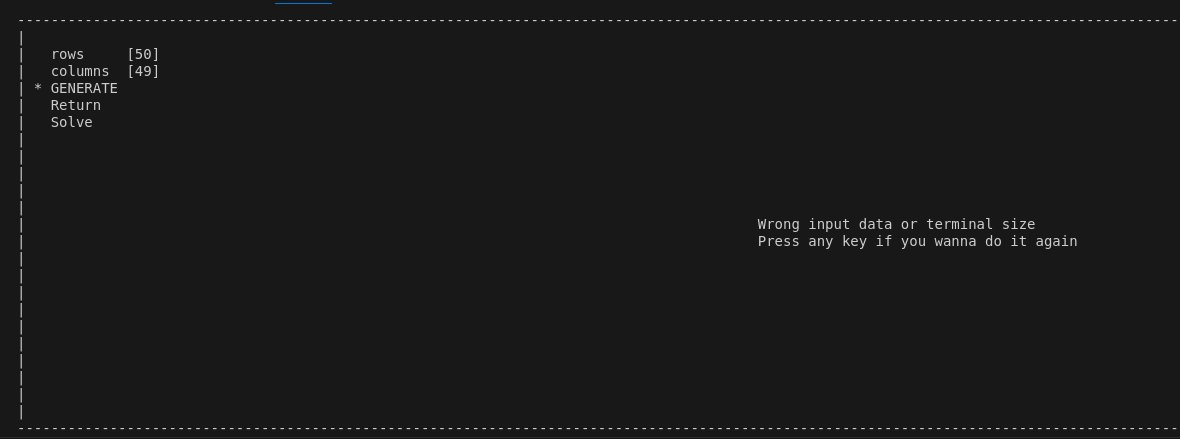 rows [50]
columns [49]
* GENERATE
Return
Solve
Wrong input data or terminal size
Press any key if you wanna do it again